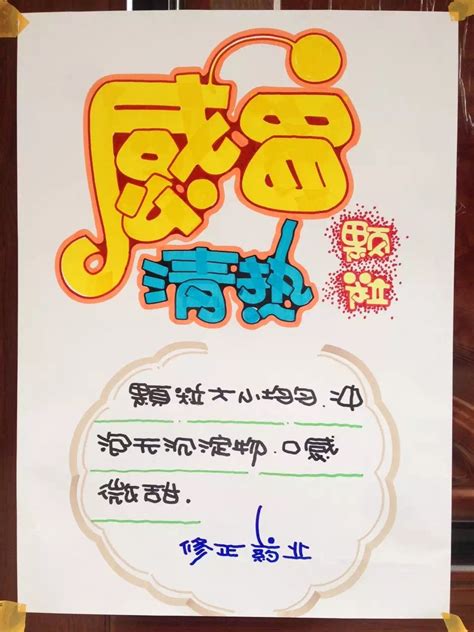 感冒
清热
颗粒
颗粒大小均匀.中
泡无沉淀物.口感
微甜.
修正药业